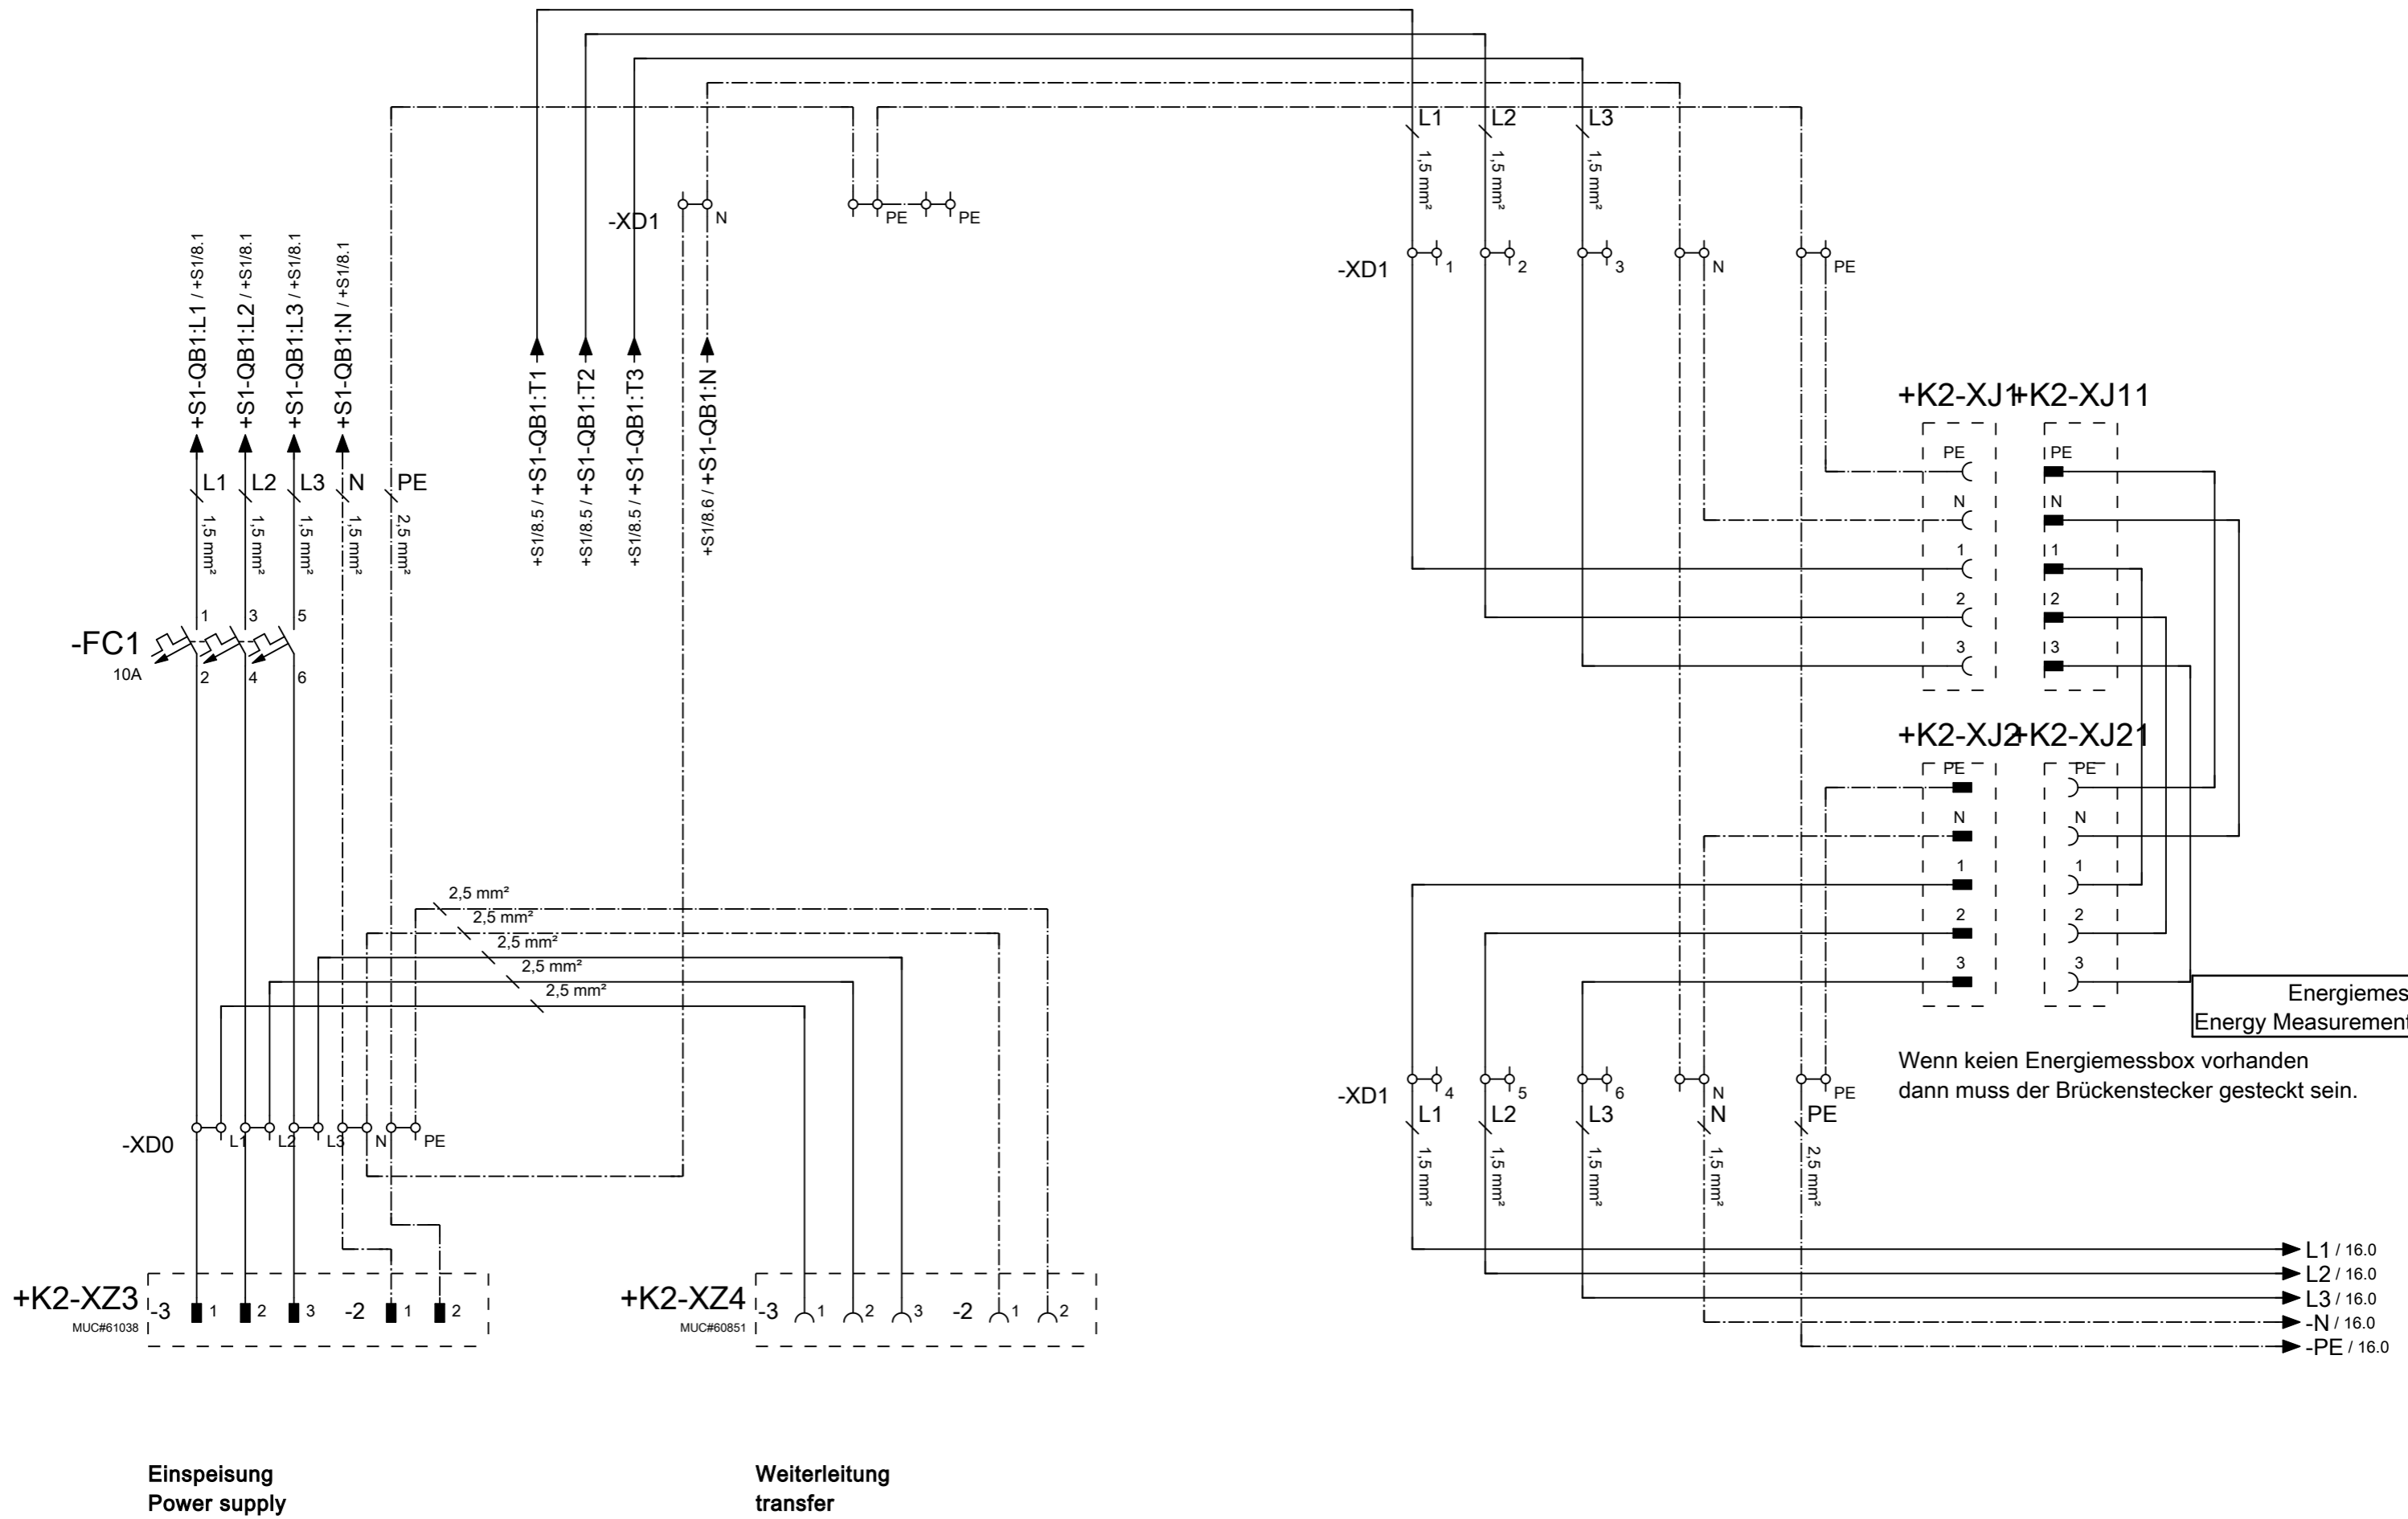 L1
L2
L3
1,5 mm²
1,5 mm²
1,5 mm²
-XD1
N
PE
PE
-XD1
1
2
3
N
PE
+S1-QB1:L1 / +S1/8.1
+S1-QB1:L2 / +S1/8.1
+S1-QB1:L3 / +S1/8.1
+S1-QB1:N / +S1/8.1
+S1/8.5 / +S1-QB1:T1
+S1/8.5 / +S1-QB1:T2
+S1/8.5 / +S1-QB1:T3
+S1/8.6 / +S1-QB1:N
L1
L2
L3
N
PE
1,5 mm²
1,5 mm²
1,5 mm²
1,5 mm²
2,5 mm²
-FC1
10A
1
3
5
2
4
6
+K2-XJ1
+K2-XJ11
PE
PE
N
N
1
1
2
2
3
3
+K2-XJ2
+K2-XJ21
PE
PE
N
N
1
1
2
2
3
3
2,5 mm²
2,5 mm²
2,5 mm²
2,5 mm²
2,5 mm²
Energiemes
Energy Measurement
Wenn keien Energiemessbox vorhanden
dann muss der Brückenstecker gesteckt sein.
-XD0
L1
L2
L3
N
PE
-XD1
4
5
6
N
PE
L1
L2
L3
N
PE
1,5 mm²
1,5 mm²
1,5 mm²
1,5 mm²
2,5 mm²
L1 / 16.0
L2 / 16.0
L3 / 16.0
-N / 16.0
-PE / 16.0
+K2-XZ3
MUC#61038
-3
1
2
3
-2
1
2
+K2-XZ4
MUC#60851
-3
1
2
3
-2
1
2
Einspeisung
Power supply
Weiterleitung
transfer